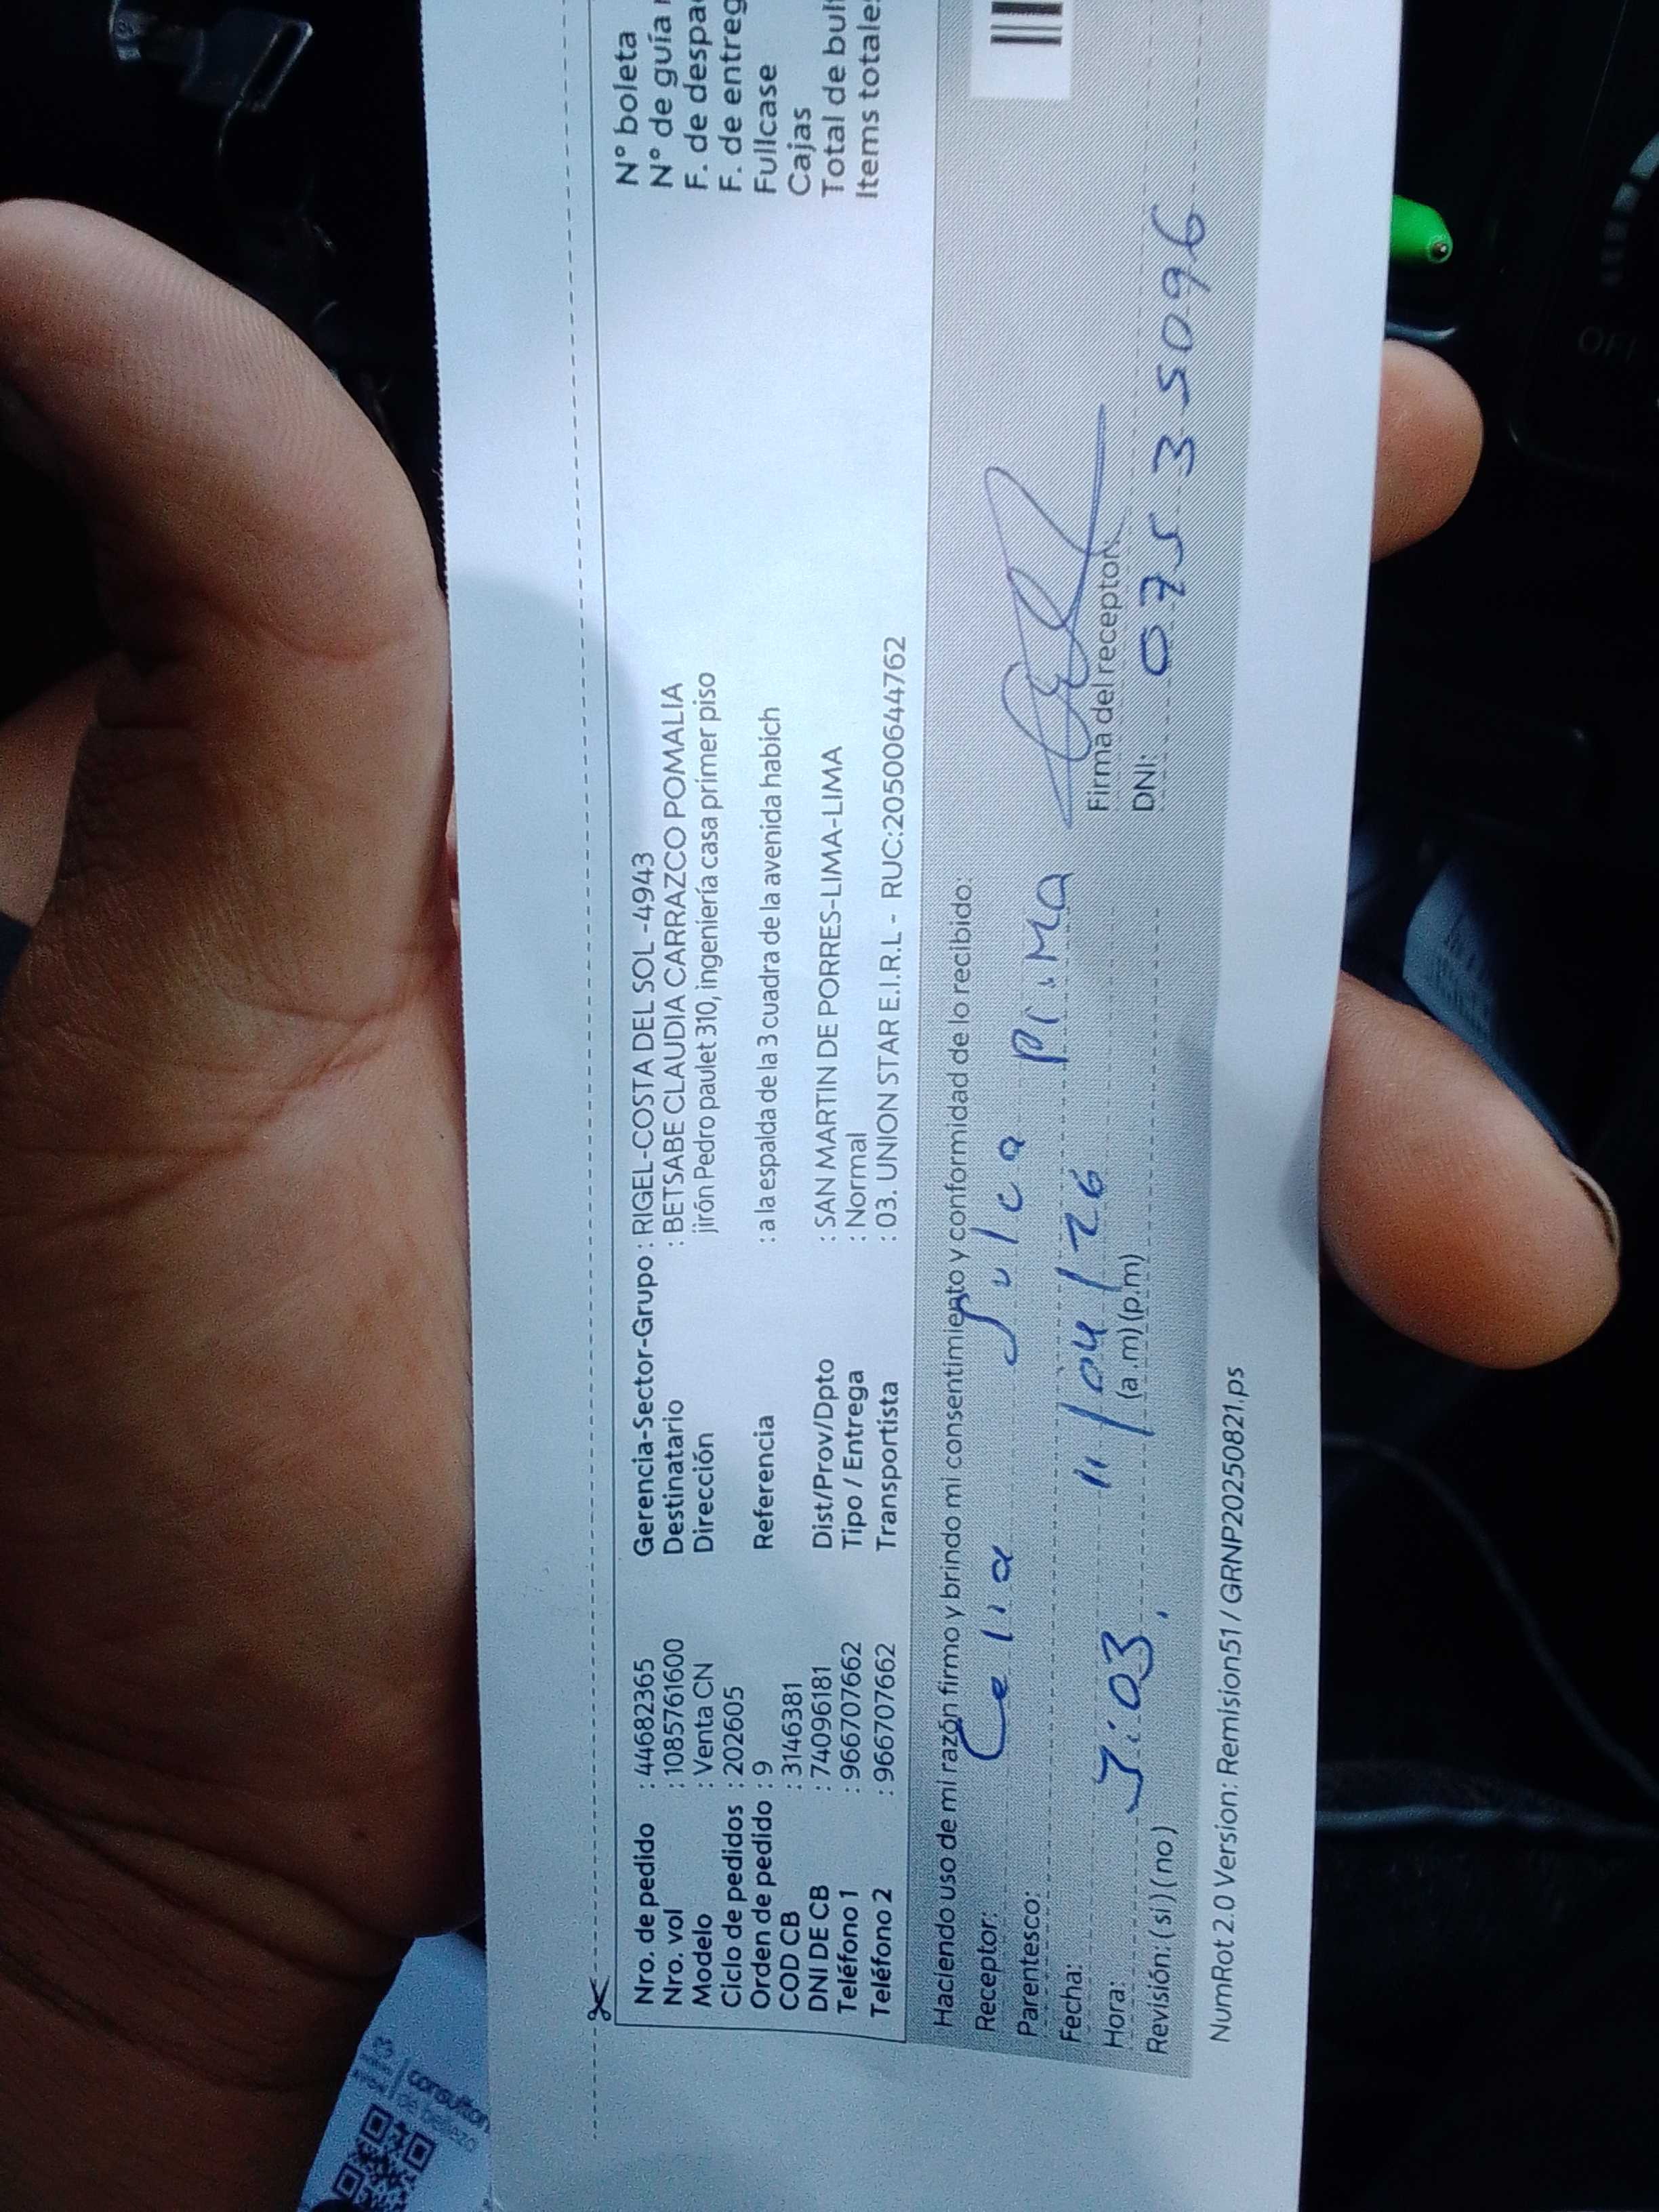 Nro. de pedido : 44682365
Nro. vol : 108576161600
Modelo : Venta CN
Ciclo de pedidos : 202605
Orden de pedido : 9
COD CB : 3146381
DNI DE CB : 74096181
Teléfono 1 : 966707662
Teléfono 2 : 966707662
Gerencia-Sector-Grupo : RIGEL-COSTA DEL SOL -4943
Destinatario : BETSABE CLAUDIA CARRAZCO POMALIA
Dirección jirón Pedro paulet 310, ingeniería casa primer piso
Referencia : a la espalda de la 3 cuadra de la avenida habich
Dist/Prov/Dpto : SAN MARTIN DE PORRES-LIMA-LIMA
Tipo / Entrega : Normal
Transportista : 03. UNION STAR E.I.R.L - RUC:20500644762
N° boleta
N° de guía
F. de despa
F. de entreg
Fullcase
Cajas
Total de bul
Items totale
Haciendo uso de mi razón firmo y brindo mi consentimiento y conformidad de lo recibido:
Receptor: Celia Julca
Parentesco: Prima
Fecha: 11/04/26
Hora: 3:03 (a.m) (p.m)
Revisión: (si) (no)
Firma del receptor:
DNI: 07535096
NumRot 2.0 Version: Remision51 / GRNP20250821.ps
consultor
de belleza